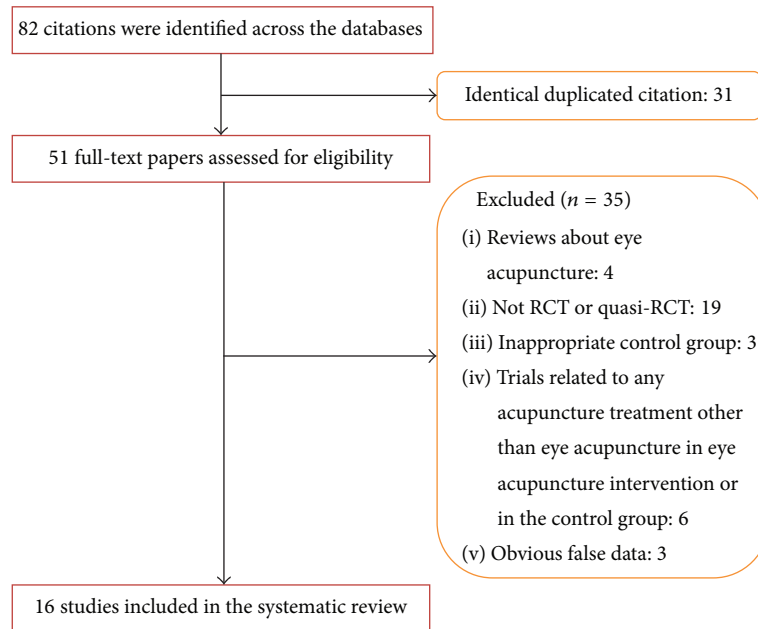 82 citations were identified across the databases
Identical duplicated citation: 31
51 full-text papers assessed for eligibility
Excluded (n = 35)
(i) Reviews about eye
acupuncture: 4
(ii) Not RCT or quasi-RCT: 19
(iii) Inappropriate control group: 3
(iv) Trials related to any
acupuncture treatment other
than eye acupuncture in eye
acupuncture intervention or
in the control group: 6
(v) Obvious false data: 3
16 studies included in the systematic review